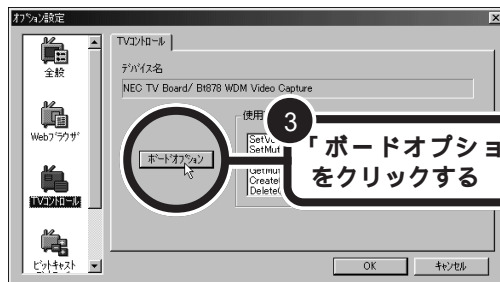 オプション設定
全般
Webブラウザ
TVコントロール
ビットキャスト
TVコントロール
デバイス名
NEC TV Board/ Bt878 WDM Video Capture
使用
SetMut
Create
Delete
ボードオプション
3
「ボードオプショ
をクリックする
OK
キャンセル